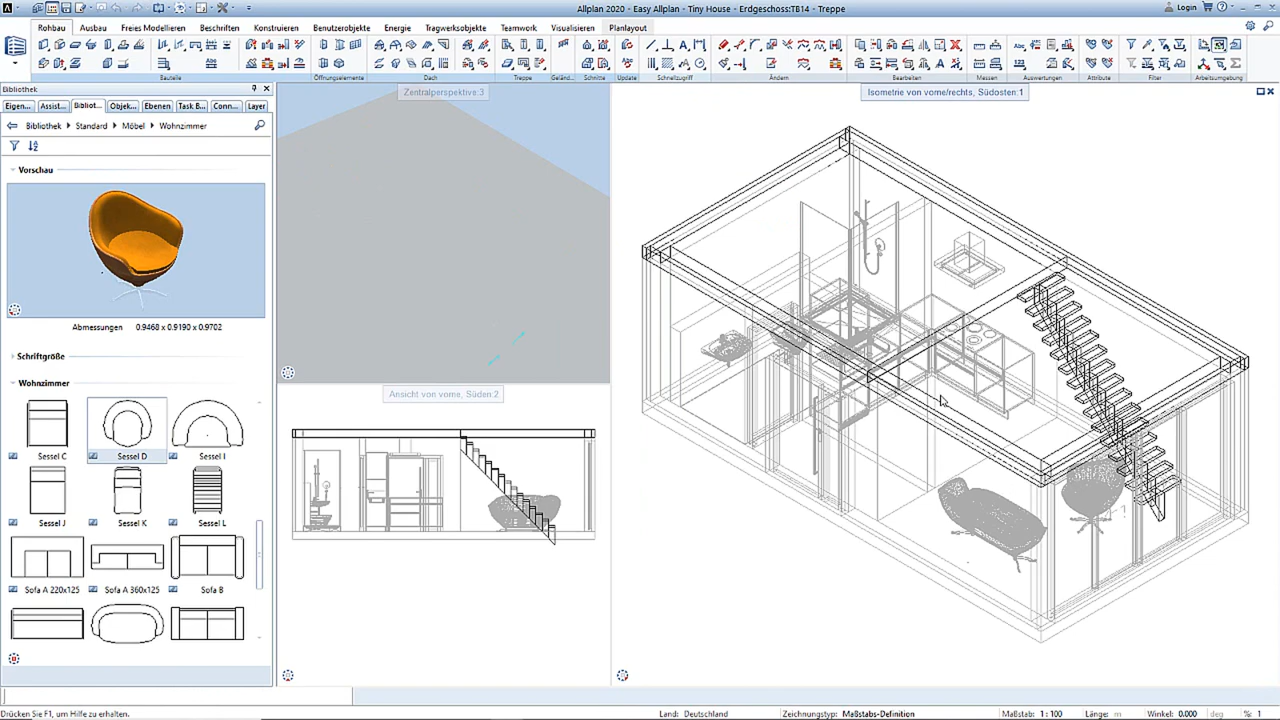 Allplan 2020 - Easy Allplan - Tiny House - Erdgeschoss:TB14 - Treppe
Login
Rohbau Ausbau Freies Modellieren Beschriften Konstruieren Benutzerobjekte Energie Tragwerksobjekte Teamwork Visualisieren Planlayout
Bauteile Öffnungselemente Dach Treppe Geländ... Schnitte Update Schnellzugriff Ändern Bearbeiten Messen Auswertungen Attribute Filter Arbeitsumgebung
Bibliothek
Eigen... Assist... Bibliot... Objek... Ebenen Task B... Conn... Layer
Bibliothek Standard Möbel Wohnzimmer
Vorschau
Abmessungen 0.9468 x 0.9190 x 0.9702
Schriftgröße
Wohnzimmer
Sessel C Sessel D Sessel I
Sessel J Sessel K Sessel L
Sofa A 220x125 Sofa A 360x125 Sofa B
Zentralperspektive:3
Ansicht von vorne, Süden:2
Isometrie von vorne/rechts, Südosten:1
Drücken Sie F1, um Hilfe zu erhalten. Land: Deutschland Zeichnungstyp: Maßstabs-Definition Maßstab: 1 : 100 Länge: m Winkel: 0.000 deg %: 1